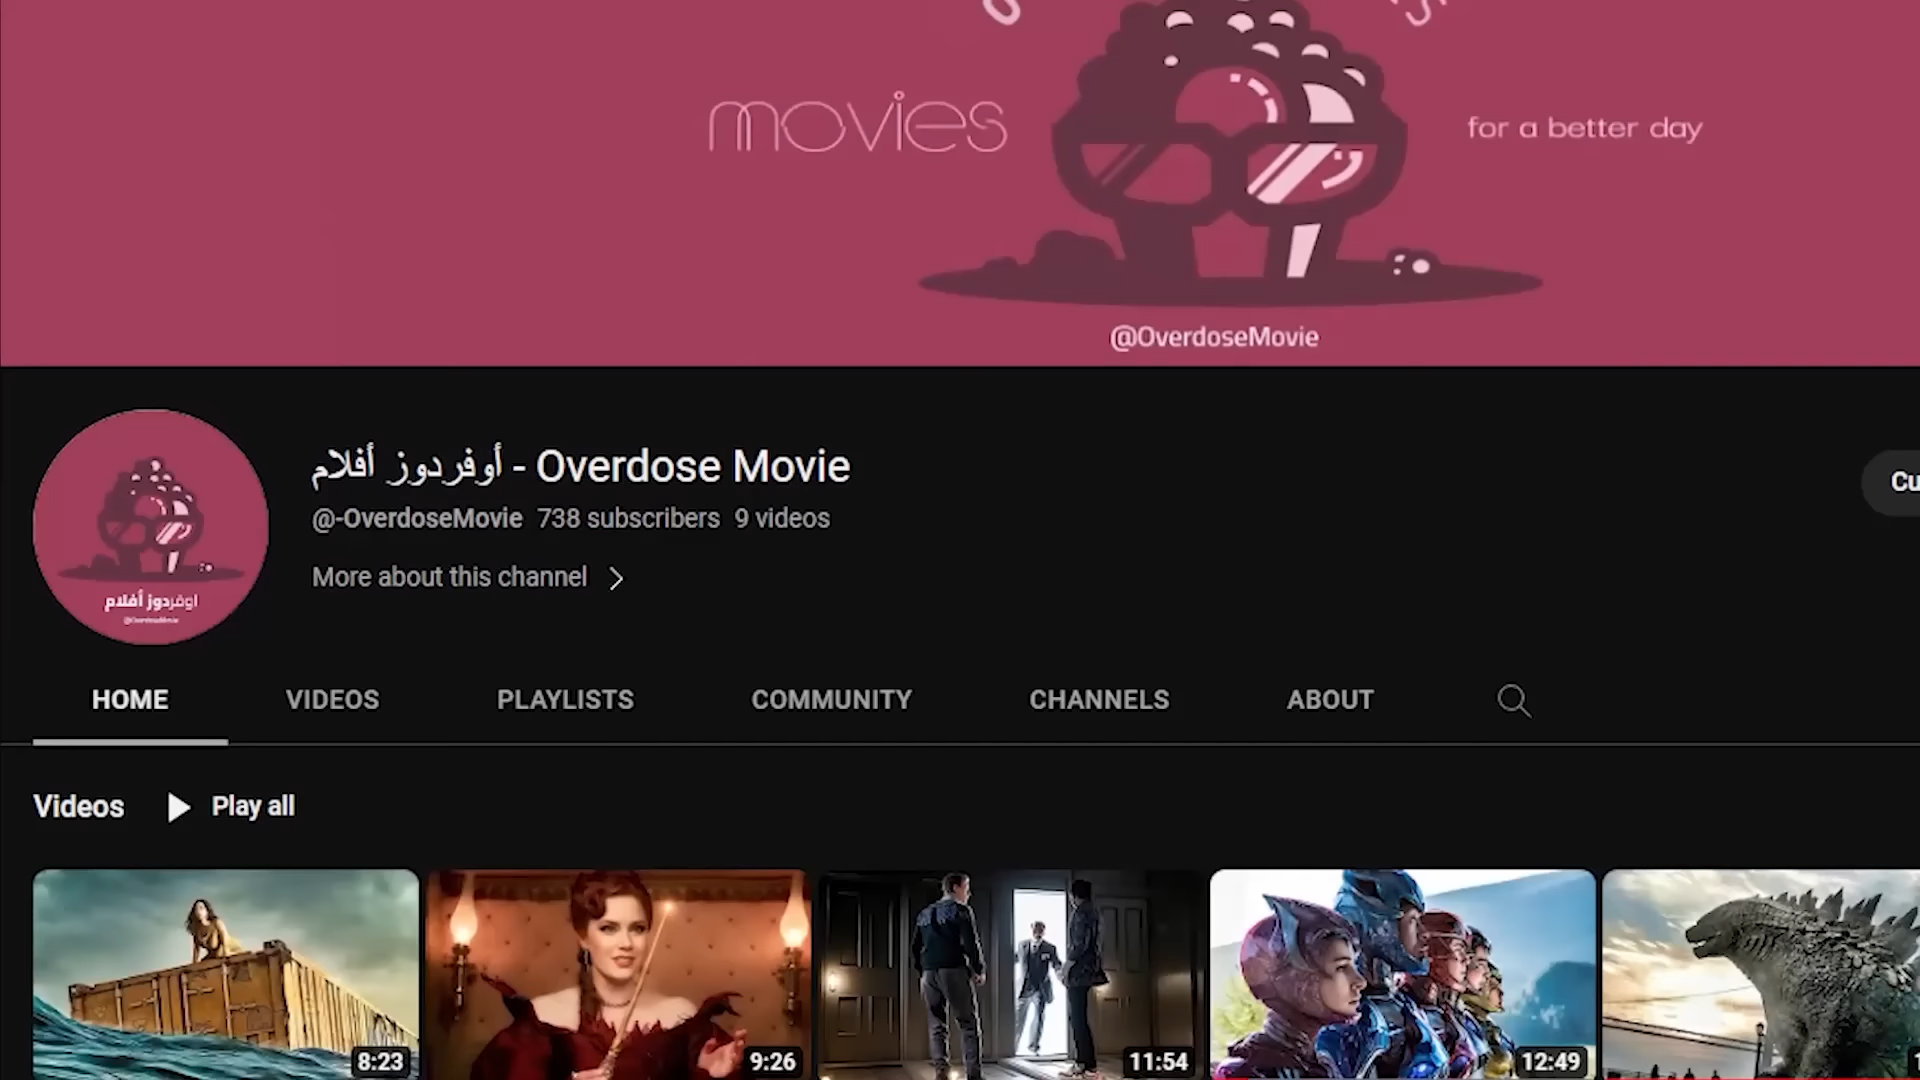 movies
for a better day
@OverdoseMovie
أوفردوز أفلام - Overdose Movie
@-OverdoseMovie 738 subscribers 9 videos
More about this channel
اوفردوز أفلام
HOME VIDEOS PLAYLISTS COMMUNITY CHANNELS ABOUT
Videos Play all
8:23 9:26 11:54 12:49